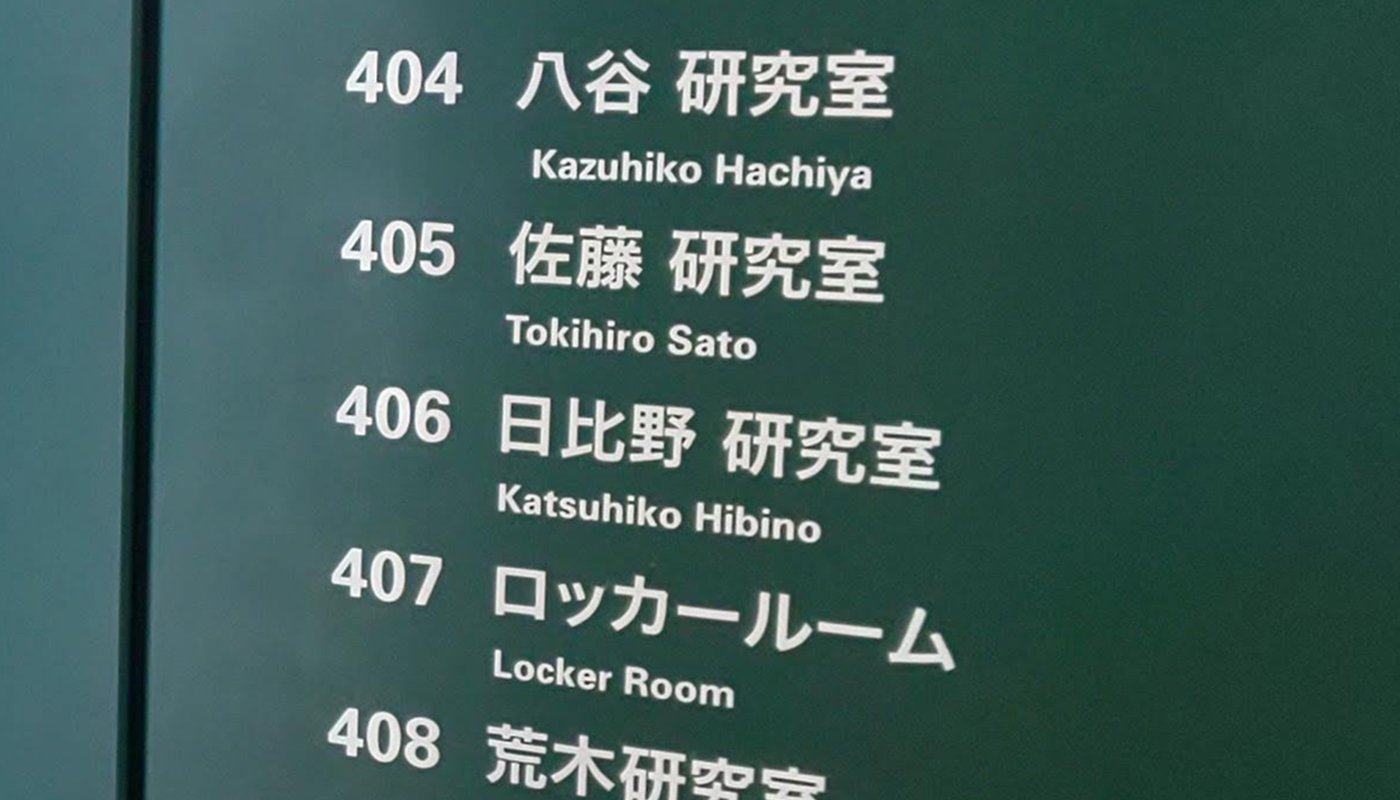 404 八谷 研究室
Kazuhiko Hachiya
405 佐藤 研究室
Tokihiro Sato
406 日比野 研究室
Katsuhiko Hibino
407 ロッカールーム
Locker Room
408 荒木研究室